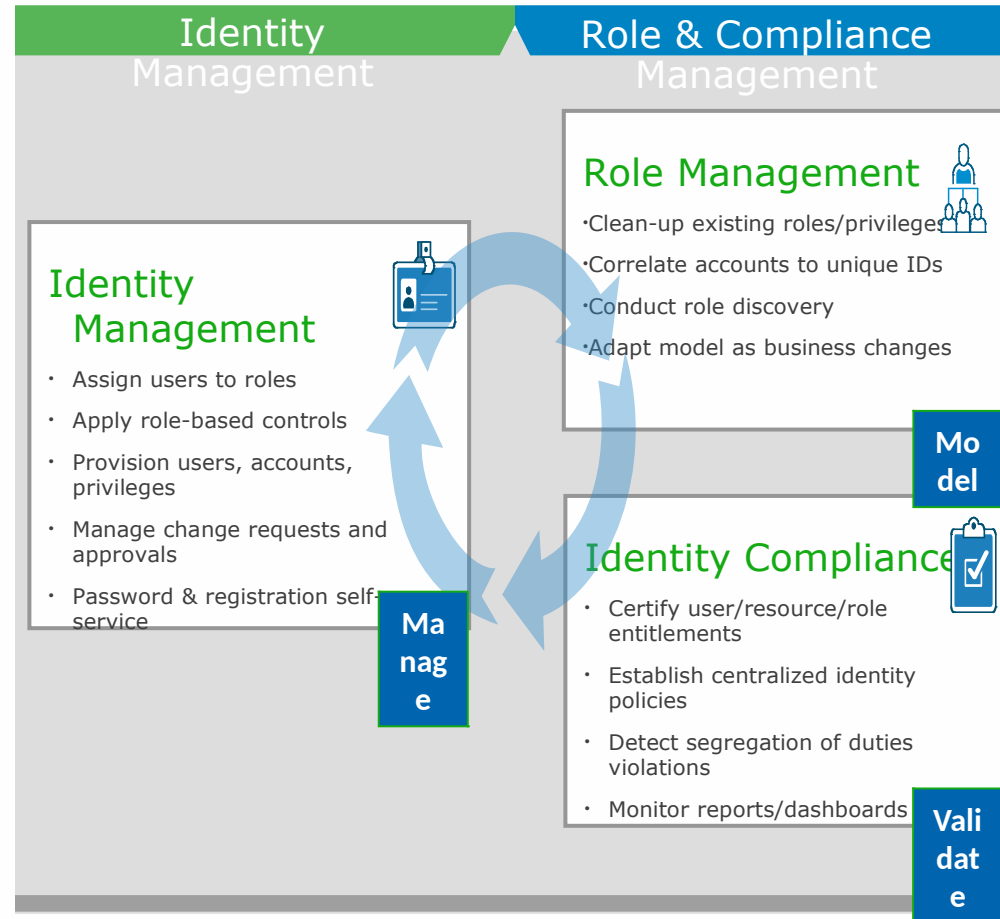 Identity
Management
Role & Compliance
Management
Identity
Management
· Assign users to roles
· Apply role-based controls
· Provision users, accounts,
privileges
· Manage change requests and
approvals
· Password & registration self-
service
Ma
nag
e
Role Management
·Clean-up existing roles/privileges
·Correlate accounts to unique IDs
·Conduct role discovery
·Adapt model as business changes
Mo
del
Identity Compliance
· Certify user/resource/role
entitlements
· Establish centralized identity
policies
· Detect segregation of duties
violations
· Monitor reports/dashboards
Vali
dat
e